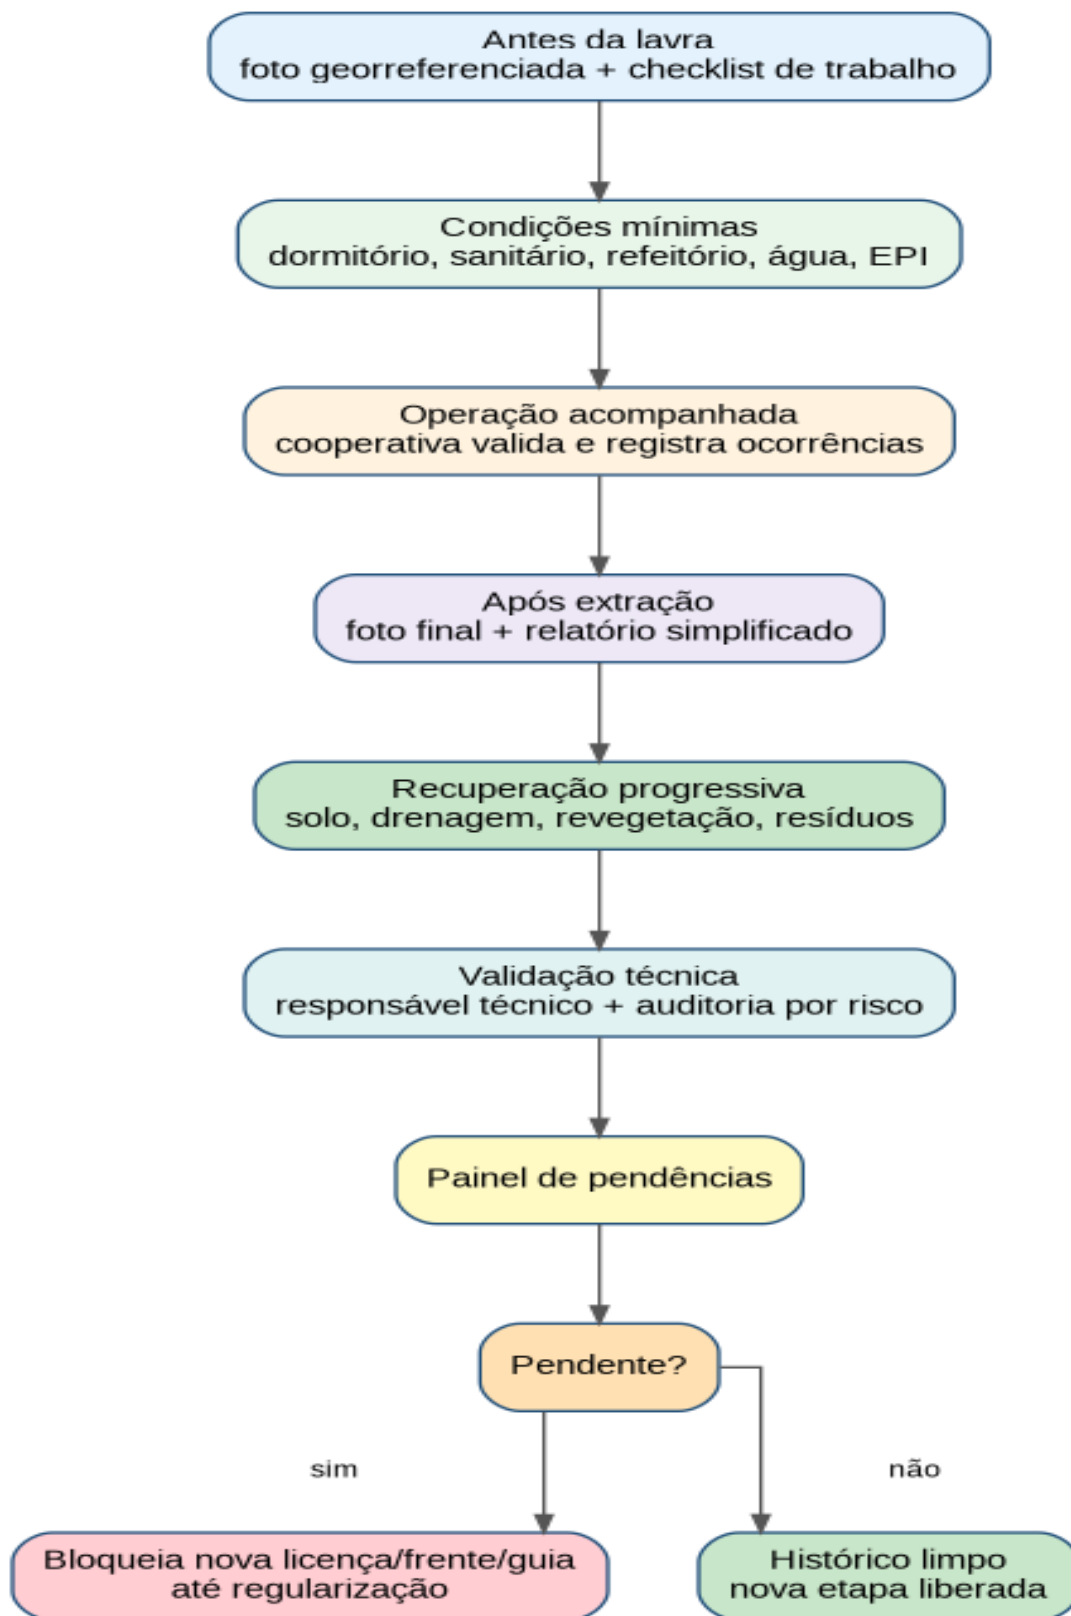 Antes da lavra
foto georreferenciada + checklist de trabalho
Condições mínimas
dormitório, sanitário, refeitório, água, EPI
Operação acompanhada
cooperativa valida e registra ocorrências
Após extração
foto final + relatório simplificado
Recuperação progressiva
solo, drenagem, revegetação, resíduos
Validação técnica
responsável técnico + auditoria por risco
Painel de pendências
Pendente?
sim
não
Bloqueia nova licença/frente/guia
até regularização
Histórico limpo
nova etapa liberada